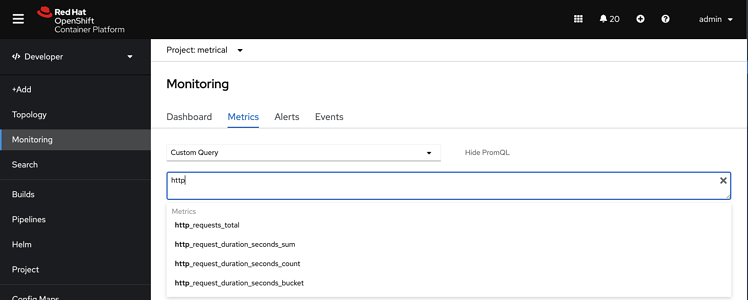 Red Hat
OpenShift
Container Platform
20
admin
Developer
Project: metrical
+Add
Topology
Monitoring
Search
Builds
Pipelines
Helm
Project
Config Maps
Monitoring
Dashboard Metrics Alerts Events
Custom Query
Hide PromQL
http
Metrics
http_requests_total
http_request_duration_seconds_sum
http_request_duration_seconds_count
http_request_duration_seconds_bucket